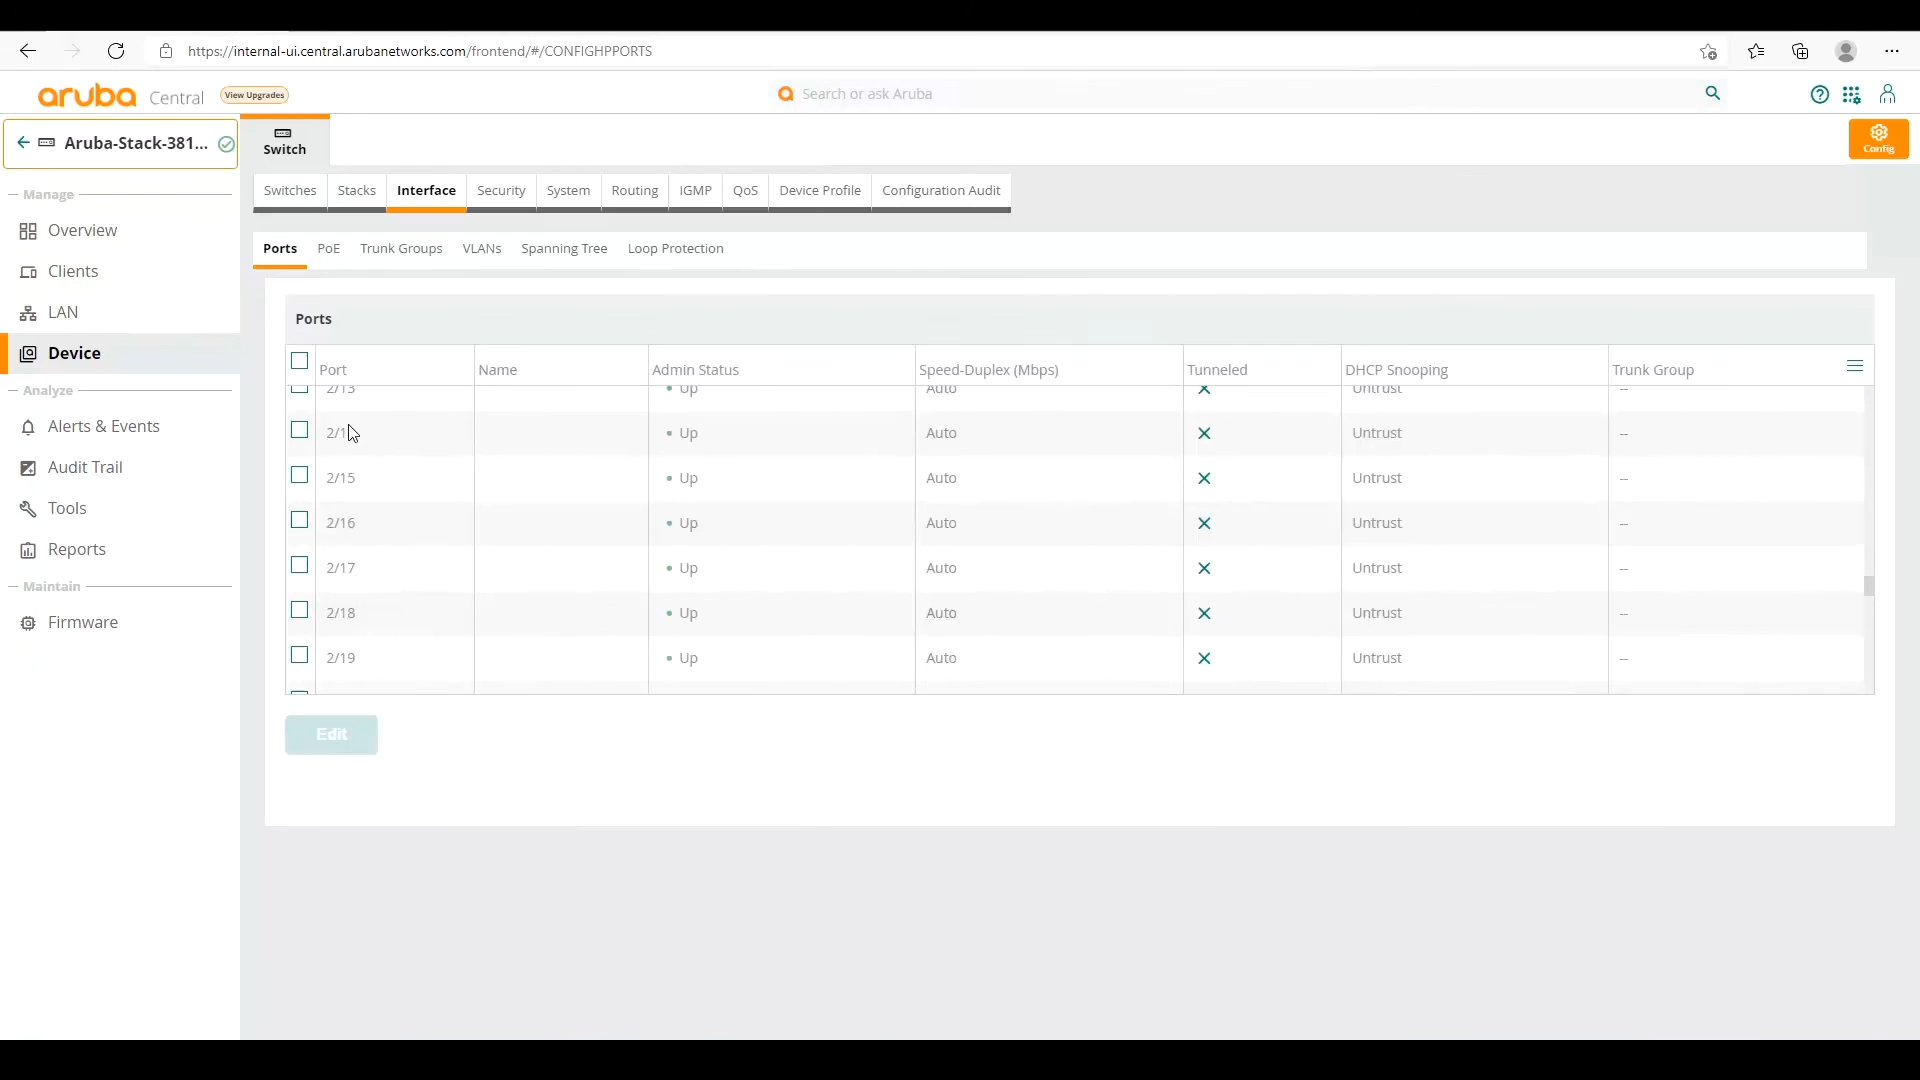 https://internal-ui.central.arubanetworks.com/frontend/#/CONFIGHPPORTS
aruba Central View Upgrades Search or ask Aruba
Aruba-Stack-381... Switch Config
Manage
Overview
Clients
LAN
Device
Analyze
Alerts & Events
Audit Trail
Tools
Reports
Maintain
Firmware
Switches Stacks Interface Security System Routing IGMP QoS Device Profile Configuration Audit
Ports PoE Trunk Groups VLANs Spanning Tree Loop Protection
Ports
Port Name Admin Status Speed-Duplex (Mbps) Tunneled DHCP Snooping Trunk Group
2/13 Up Auto Untrust --
Up Auto Untrust --
2/15 Up Auto Untrust --
2/16 Up Auto Untrust --
2/17 Up Auto Untrust --
2/18 Up Auto Untrust --
2/19 Up Auto Untrust --
Edit